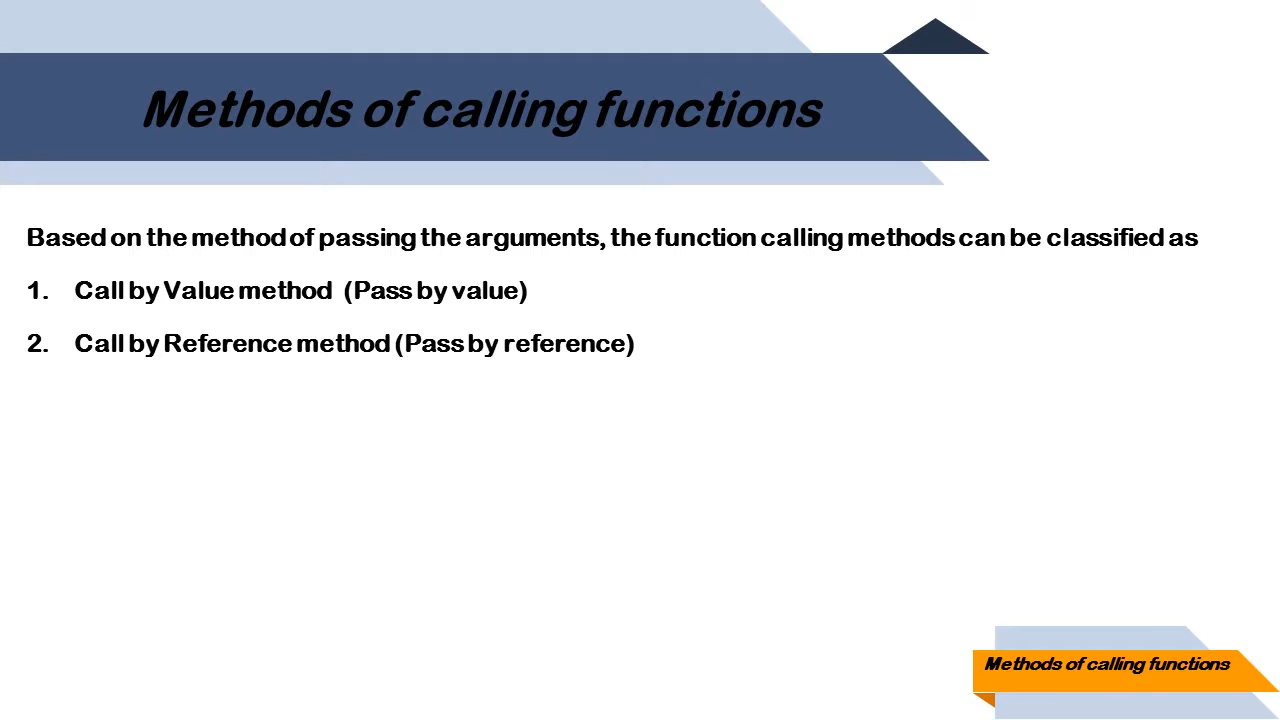 Methods of calling functions
Based on the method of passing the arguments, the function calling methods can be classified as
1. Call by Value method (Pass by value)
2. Call by Reference method (Pass by reference)
Methods of calling functions